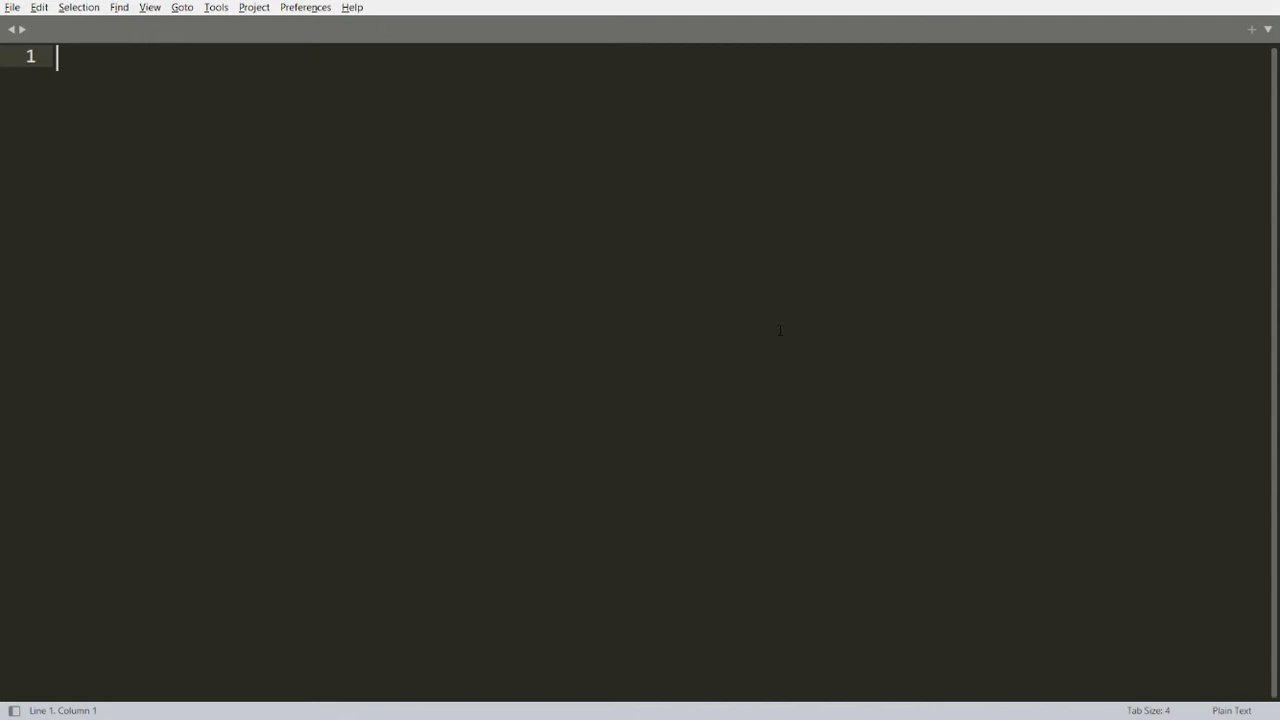 File Edit Selection Find View Goto Tools Project Preferences Help
1
Line 1, Column 1 Tab Size: 4 Plain Text